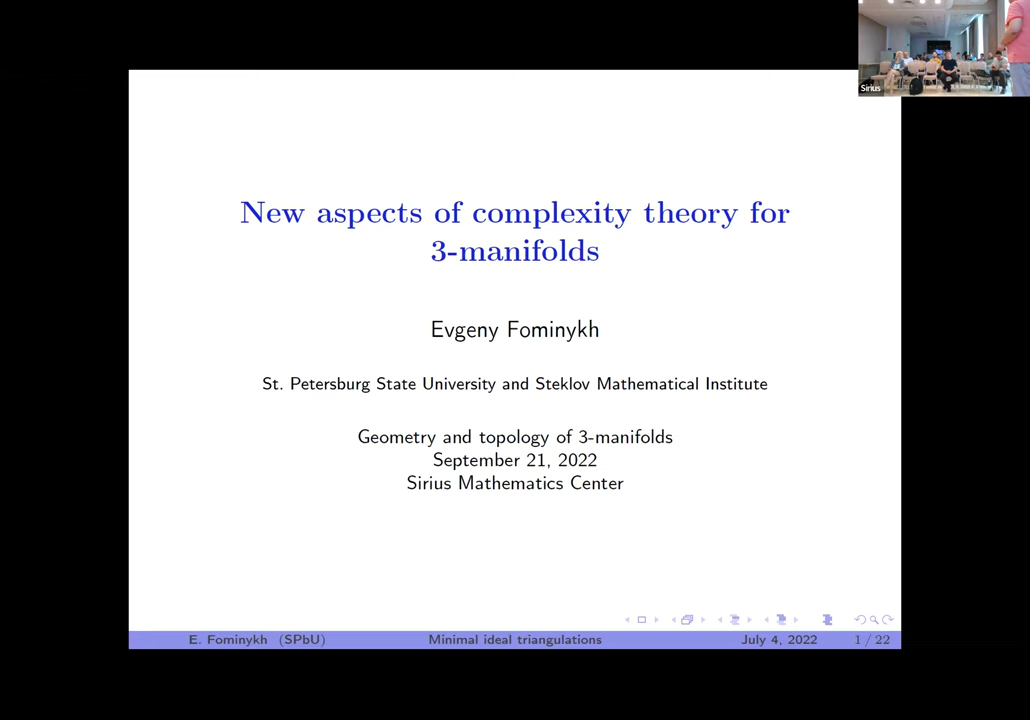 Sirius
New aspects of complexity theory for
3-manifolds
Evgeny Fominykh
St. Petersburg State University and Steklov Mathematical Institute
Geometry and topology of 3-manifolds
September 21, 2022
Sirius Mathematics Center
E. Fominykh (SPbU) Minimal ideal triangulations July 4, 2022 1 / 22